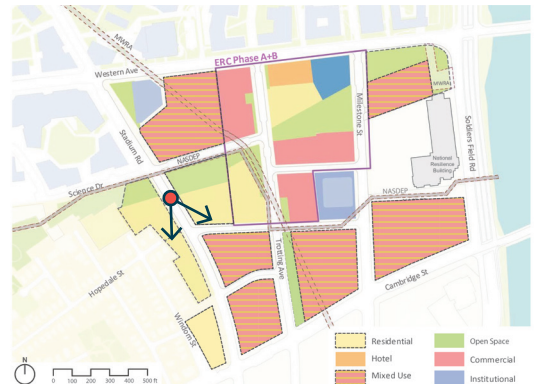 MWRA
ERC Phase A+B
Western Ave
MWRA
Milestone St
Stadium Rd
Soldiers Field Rd
NASDEP
National
Resilience
Building
Science Dr
NASDEP
Hopedale St
Trotting Ave
Cambridge St
Windom St
Residential
Hotel
Mixed Use
Open Space
Commercial
Institutional
N
0 100 200 300 400 500 ft